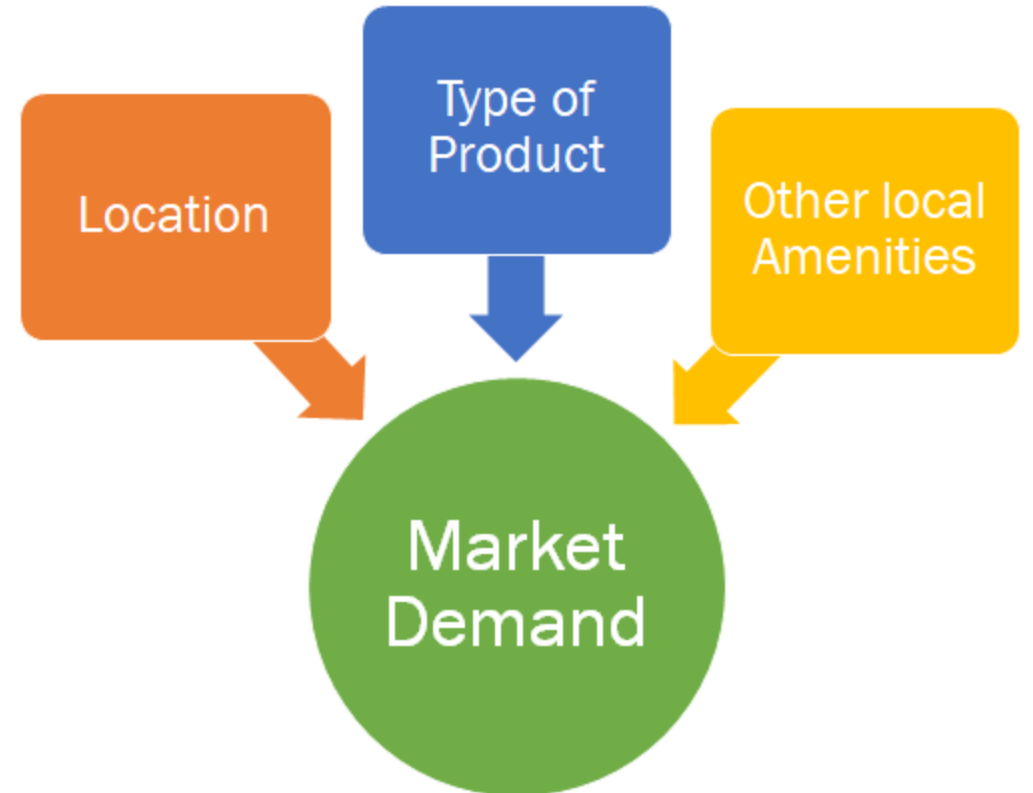 Location
Type of
Product
Other local
Amenities
Market
Demand